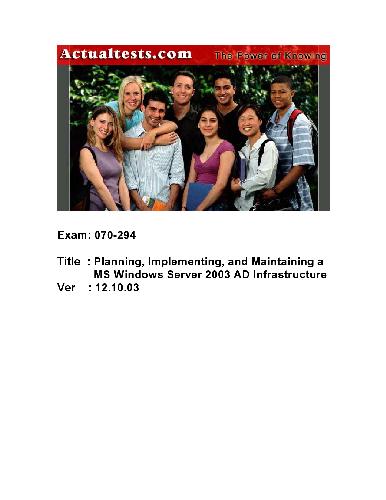 Actualtests.com The Power of Knowing
Exam: 070-294
Title : Planning, Implementing, and Maintaining a
MS Windows Server 2003 AD Infrastructure
Ver : 12.10.03